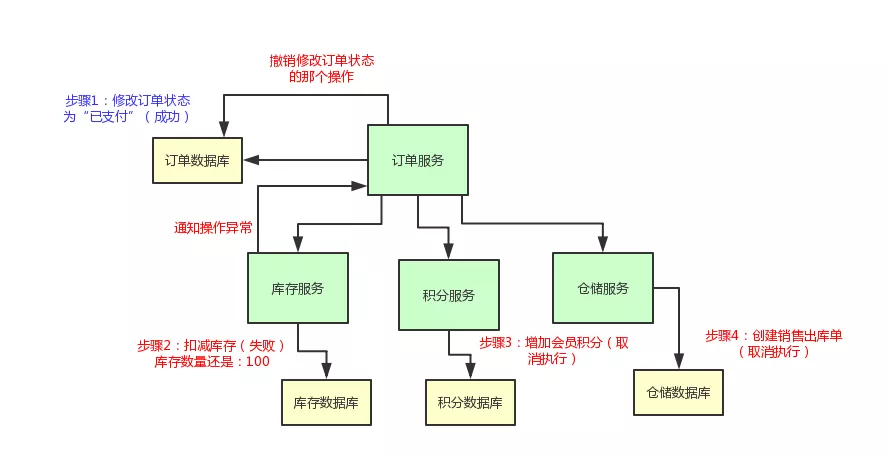 撤销修改订单状态
的那个操作
步骤1：修改订单状态
为“已支付”（成功）
订单数据库
订单服务
通知操作异常
库存服务
积分服务
仓储服务
步骤2：扣减库存（失败）
库存数量还是：100
步骤3：增加会员积分（取
消执行）
步骤4：创建销售出库单
（取消执行）
库存数据库
积分数据库
仓储数据库